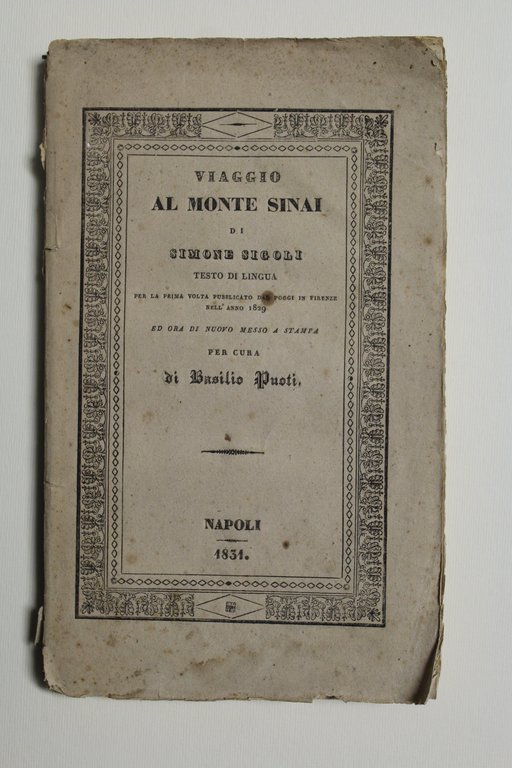 VIAGGIO
AL MONTE SINAI
DI
SIMONE SIGOLI
TESTO DI LINGUA
PER LA PRIMA VOLTA PUBBLICATO DAL POGGI IN FIRENZE
NELL' ANNO 1829
ED ORA DI NUOVO MESSO A STAMPA
PER CURA
di Basilio Puoti.
NAPOLI
1831.